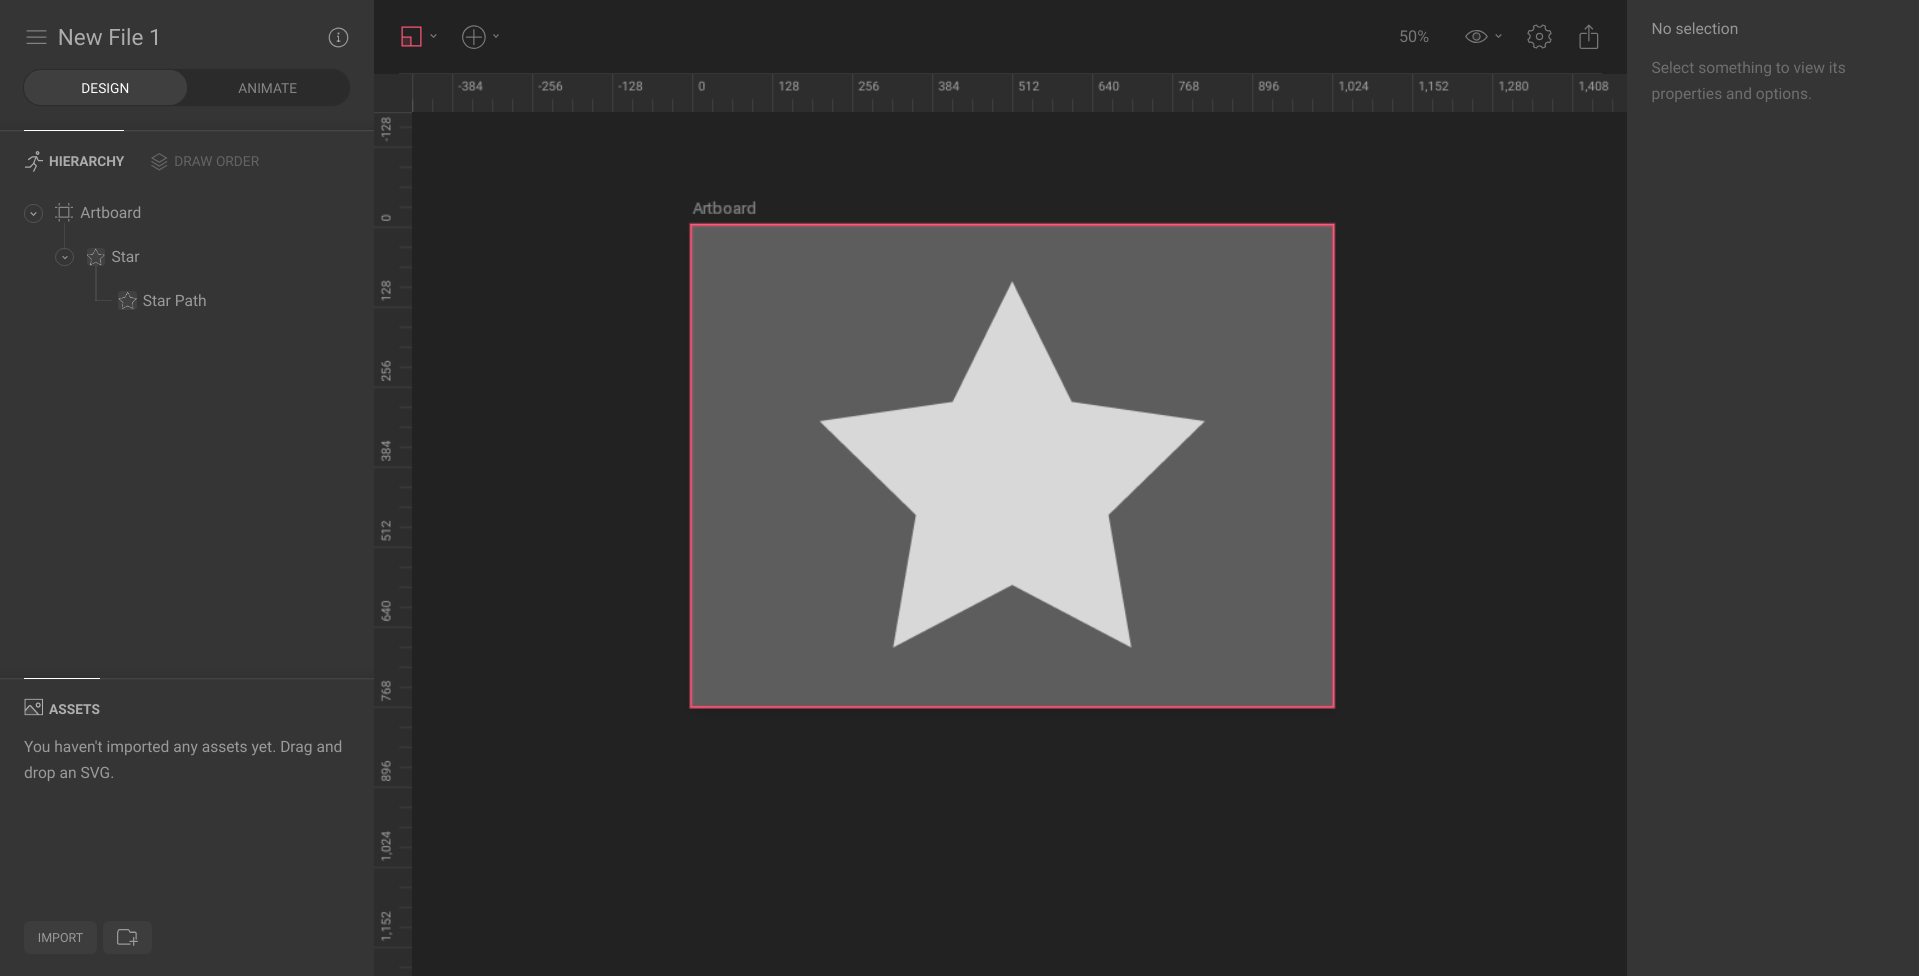 New File 1
DESIGN
ANIMATE
HIERARCHY
DRAW ORDER
Artboard
Star
Star Path
ASSETS
You haven't imported any assets yet. Drag and
drop an SVG.
IMPORT
50%
-384
-256
-128
0
128
256
384
512
640
768
896
1,024
1,152
1,280
1,408
-128
0
128
256
384
512
640
768
896
1,024
1,152
Artboard
No selection
Select something to view its
properties and options.